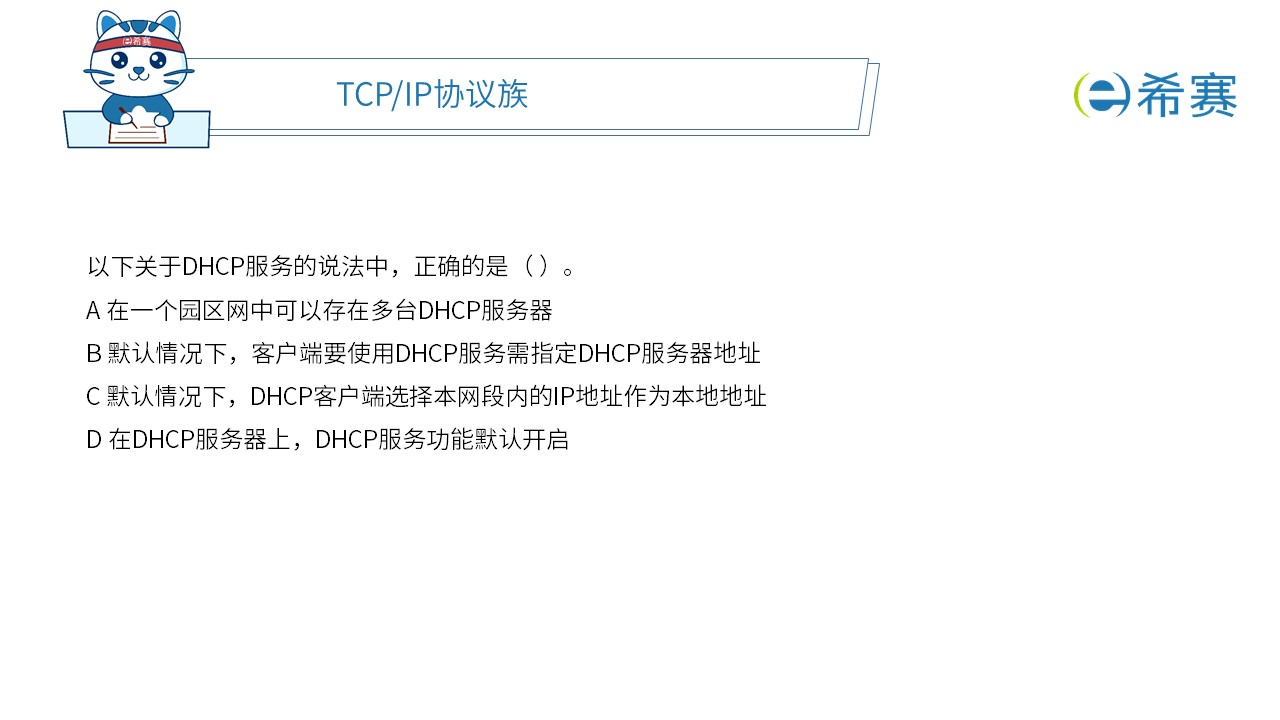 希赛
TCP/IP协议族
希赛
以下关于DHCP服务的说法中，正确的是（ ）。
A 在一个园区网中可以存在多台DHCP服务器
B 默认情况下，客户端要使用DHCP服务需指定DHCP服务器地址
C 默认情况下，DHCP客户端选择本网段内的IP地址作为本地地址
D 在DHCP服务器上，DHCP服务功能默认开启